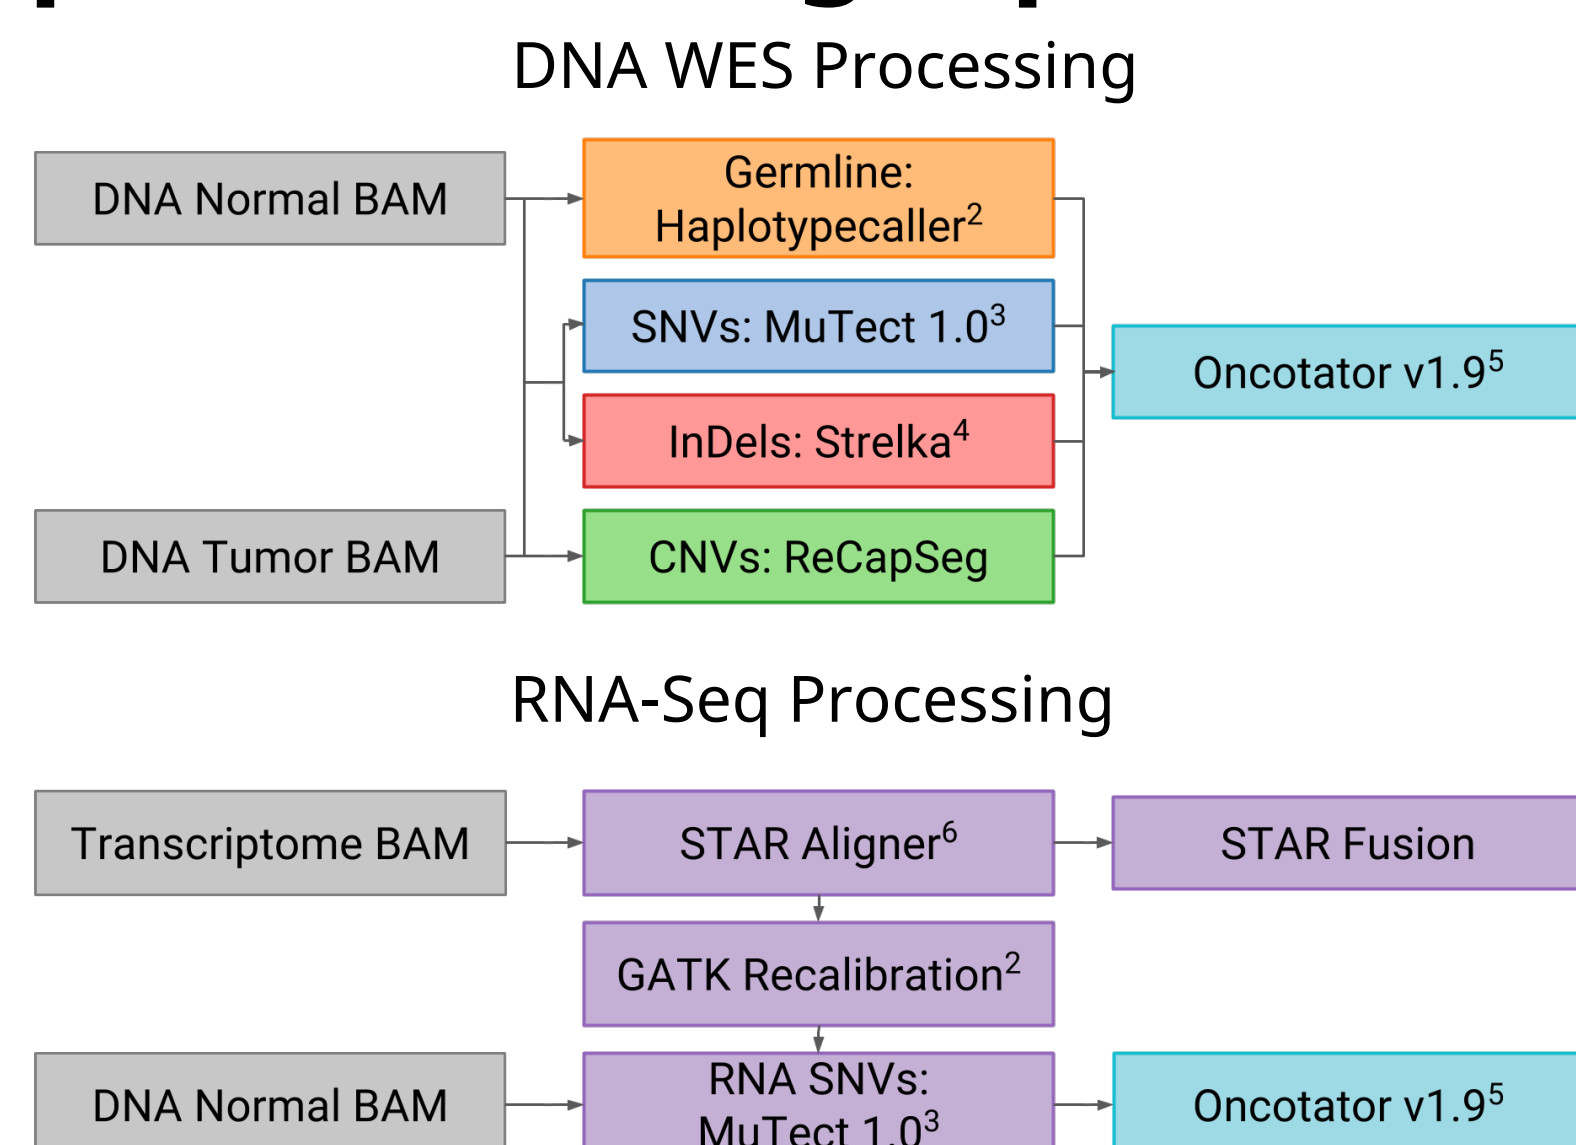 DNA WES Processing
DNA Normal BAM
Germline:
Haplotypecaller²
SNVs: MuTect 1.0³
Oncotator v1.9⁵
InDels: Strelka⁴
DNA Tumor BAM
CNVs: ReCapSeg
RNA-Seq Processing
Transcriptome BAM
STAR Aligner⁶
STAR Fusion
GATK Recalibration²
DNA Normal BAM
RNA SNVs:
MuTect 1.0³
Oncotator v1.9⁵